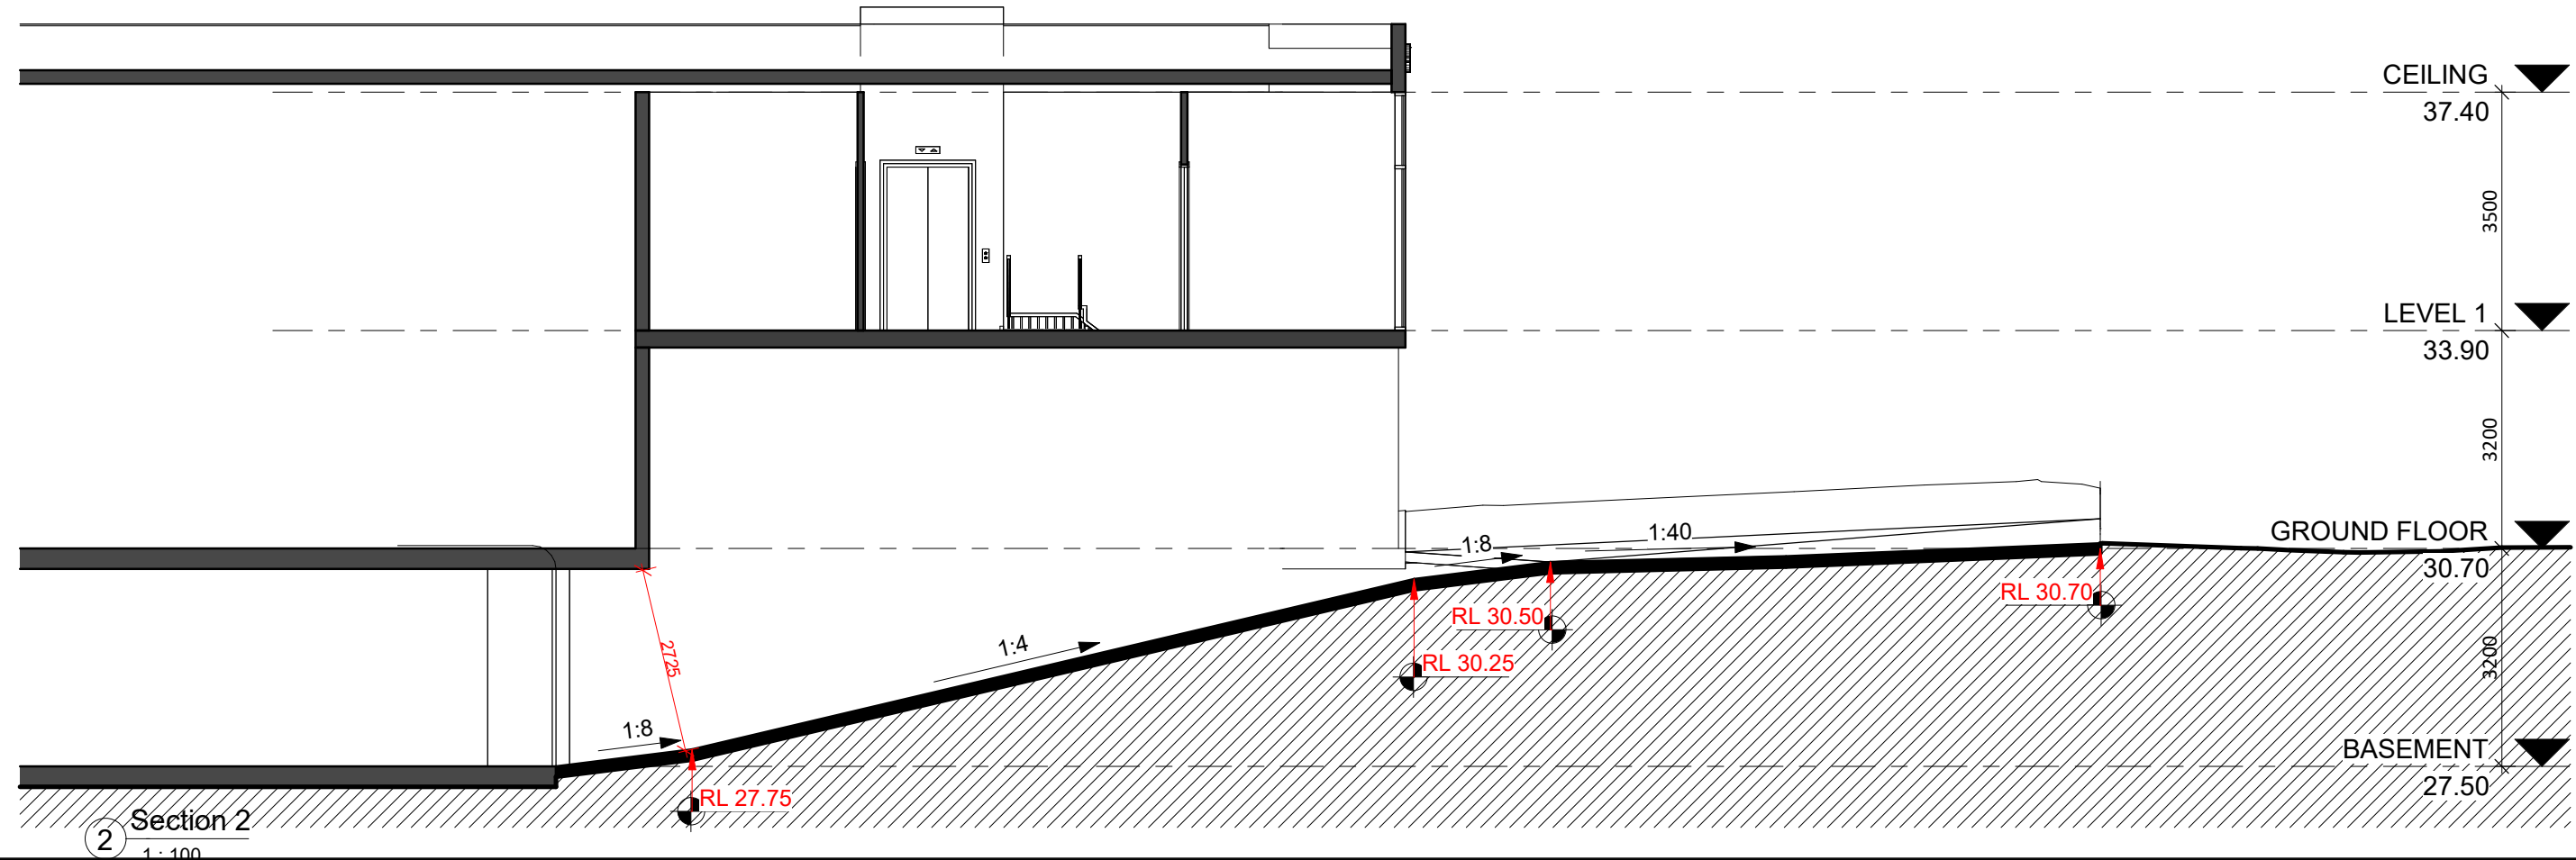 CEILING
37.40
3500
LEVEL 1
33.90
3200
1:8
1:40
GROUND FLOOR
30.70
RL 30.70
RL 30.50
RL 30.25
2725
1:4
3200
1:8
BASEMENT
27.50
RL 27.75
2
Section 2
1 : 100